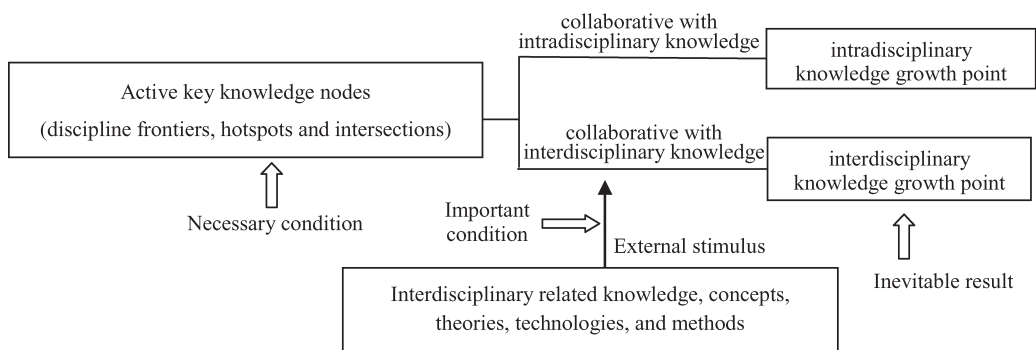 collaborative with
intradisciplinary knowledge
intradisciplinary
knowledge growth point
Active key knowledge nodes
(discipline frontiers, hotspots and intersections)
collaborative with
interdisciplinary knowledge
interdisciplinary
knowledge growth point
Necessary condition
Important
condition
External stimulus
Inevitable result
Interdisciplinary related knowledge, concepts,
theories, technologies, and methods